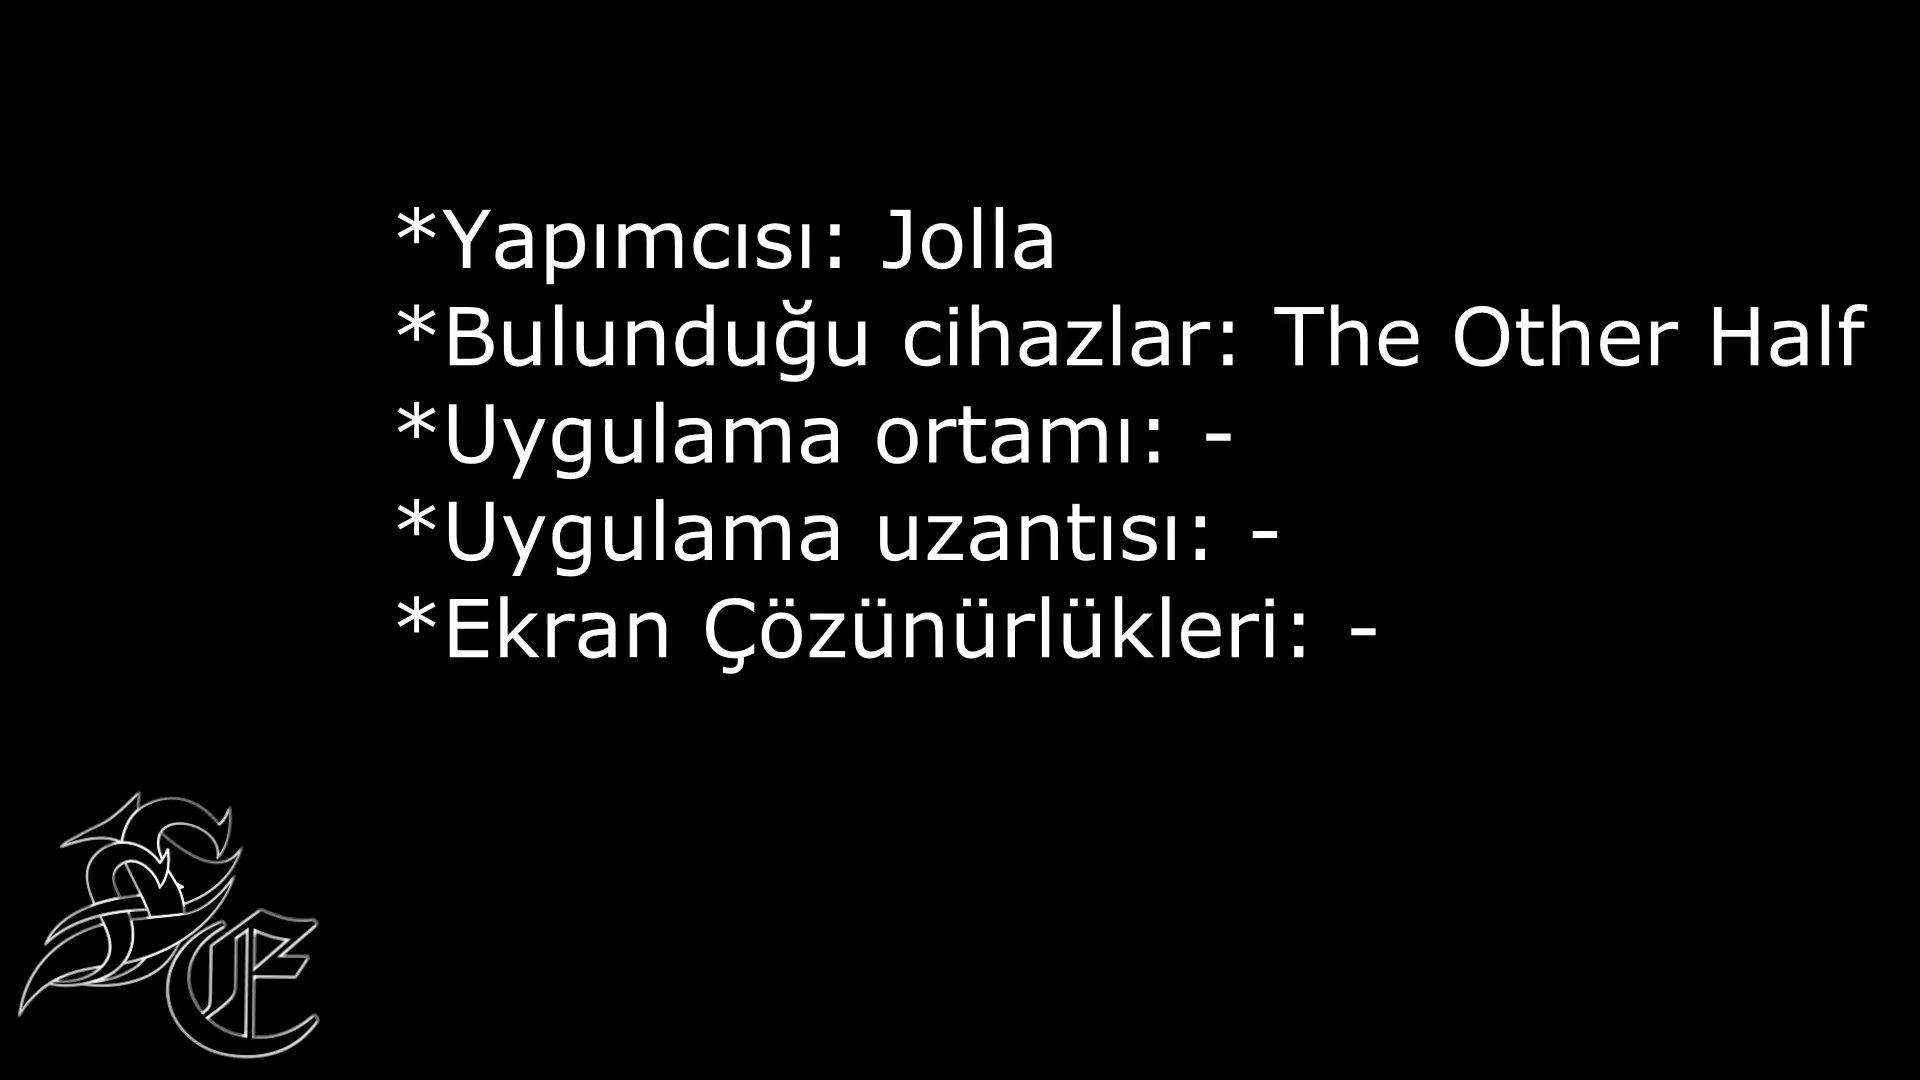 *Yapımcısı: Jolla
*Bulunduğu cihazlar: The Other Half
*Uygulama ortamı: -
*Uygulama uzantısı: -
*Ekran Çözünürlükleri: -